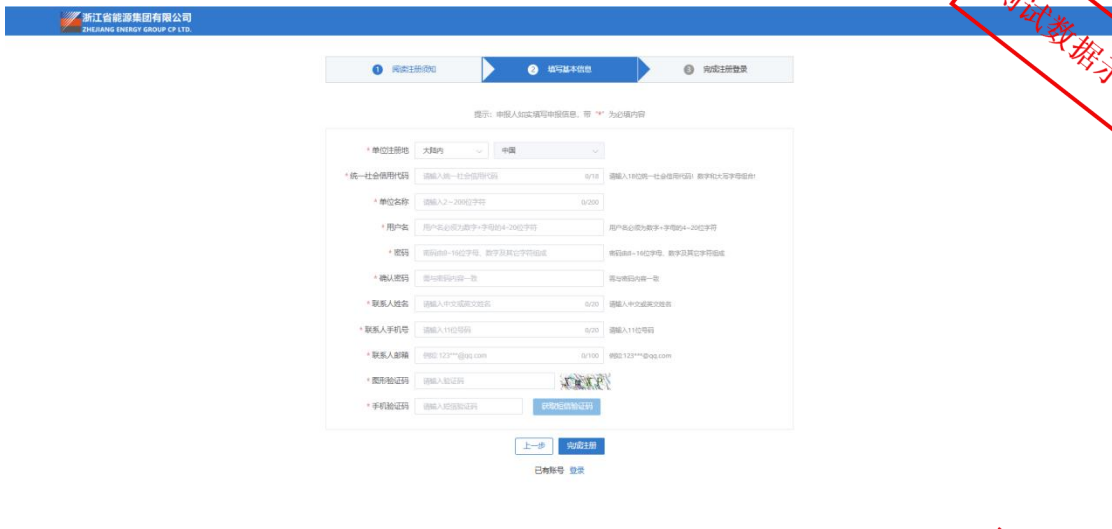 浙江省能源集团有限公司
ZHEJIANG ENERGY GROUP CP LTD.
测试数据示
1 阅读注册须知
2 填写基本信息
3 完成注册登录
提示：申报人如实填写申报信息，带 "*" 为必填内容
* 单位注册地 大陆内 中国
* 统一社会信用代码 请输入统一社会信用代码 0/18 请输入18位统一社会信用代码！数字和大写字母组合!
* 单位名称 请输入2~200位字符 0/200
* 用户名 用户名必须为数字+字母的4-20位字符 用户名必须为数字+字母的4~20位字符
* 密码 密码由8~16位字母、数字及其它字符组成 密码由8~16位字母、数字及其它字符组成
* 确认密码 需与密码内容一致 需与密码内容一致
* 联系人姓名 请输入中文或英文姓名 0/20 请输入中文或英文姓名
* 联系人手机号 请输入11位号码 0/20 请输入11位号码
* 联系人邮箱 例如:123***@qq.com 0/100 例如:123***@qq.com
* 图形验证码 请输入验证码
* 手机验证码 请输入短信验证码 获取短信验证码
上一步 完成注册
已有账号 登录